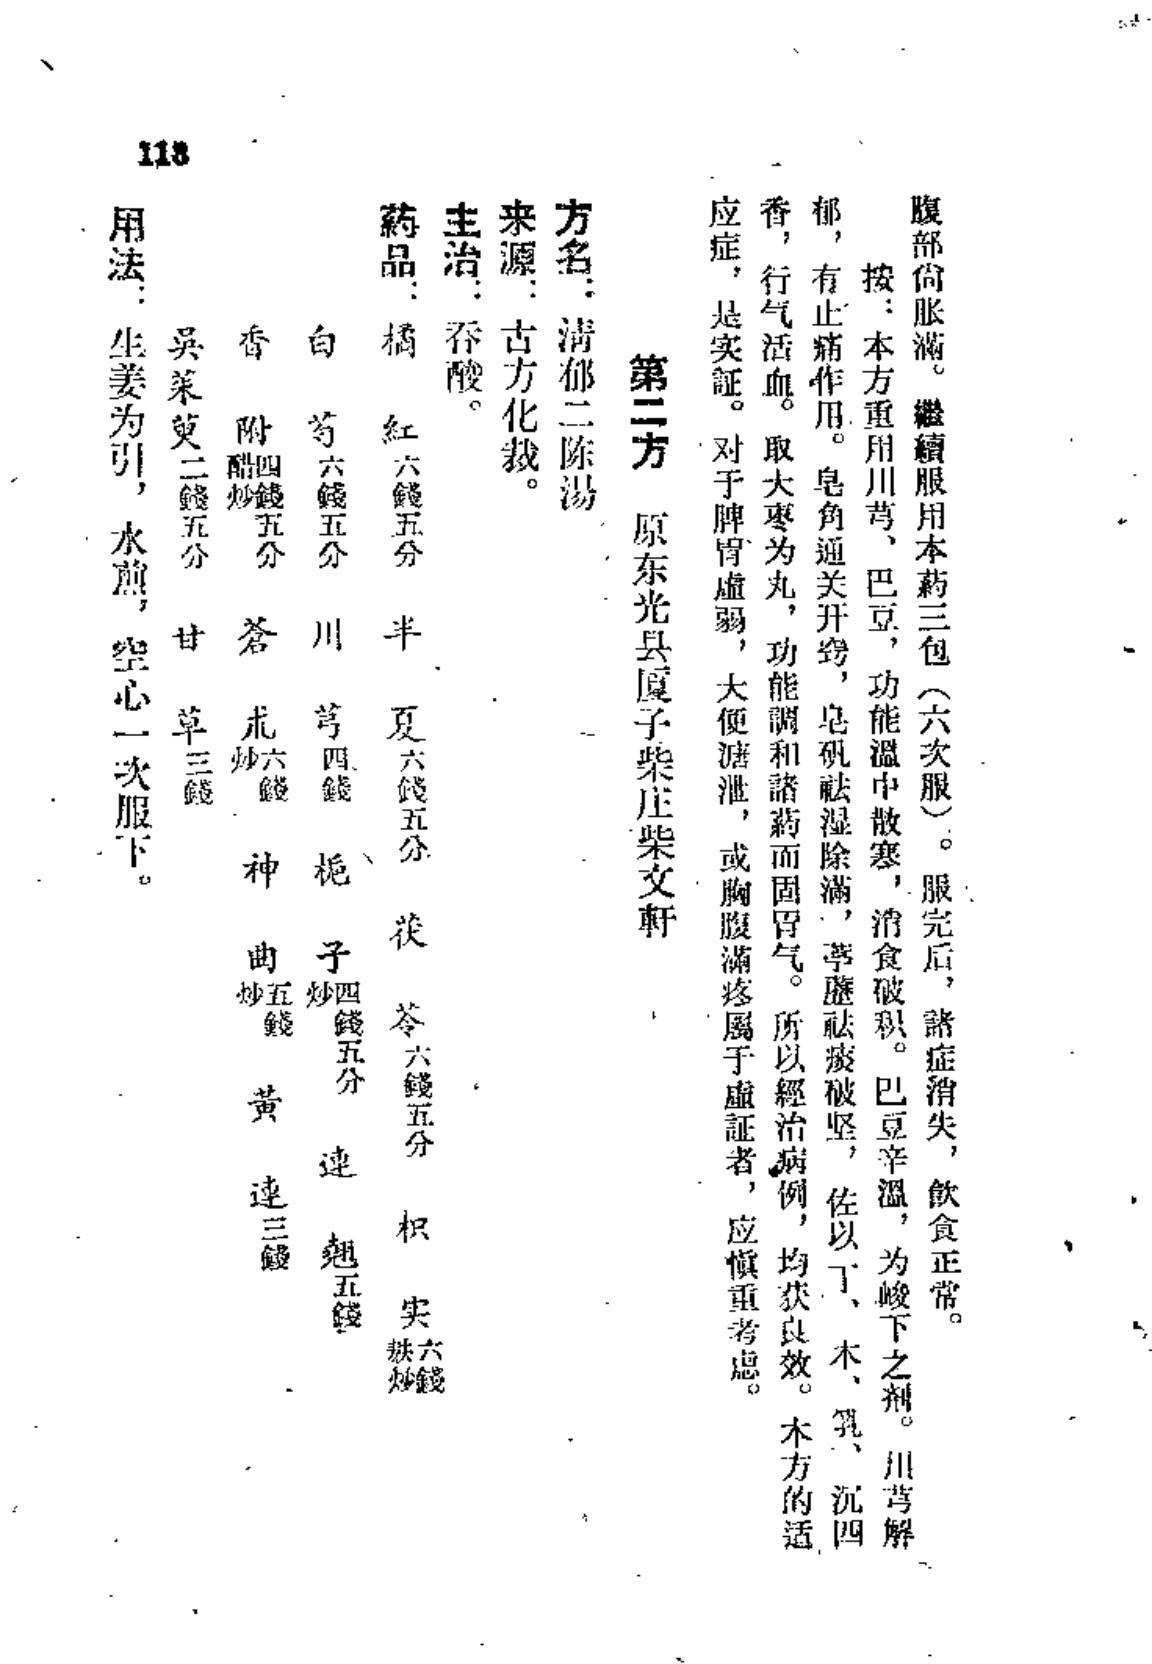 腹部尙胀滿。繼續服用本葯三包（六次服）。服完后，諸症消失，飮食正常。
按：本方重用川芎、巴豆，功能溫中散寒，消食破积。巴豆辛溫，为峻下之剂。川芎解
郁，有止痛作用。皂角通关开窍，皂矾祛湿除滿，葶藶祛痰破坚，佐以丁、木、乳、沉四
香，行气活血。取大枣为丸，功能調和諸葯而固胃气。所以經治病例，均获良效。本方的适
应症，是实証。对于脾胃虛弱，大便溏泄，或胸腹滿疼属于虛証者，应愼重考虑。
第二方 原东光县厦子柴庄柴文軒
方名：淸郁二陈湯
来源：古方化裁。
主治：吞酸。
葯品：橘紅六錢五分 半夏六錢五分 茯苓六錢五分 枳实六錢麸炒
白芍六錢五分 川芎四錢 梔子四錢五分炒 連翹五錢
香附四錢五分醋炒 蒼朮六錢炒 神曲五錢炒 黃連三錢
吳茱萸二錢五分 甘草三錢
用法：生姜为引，水煎，空心一次服下。
118